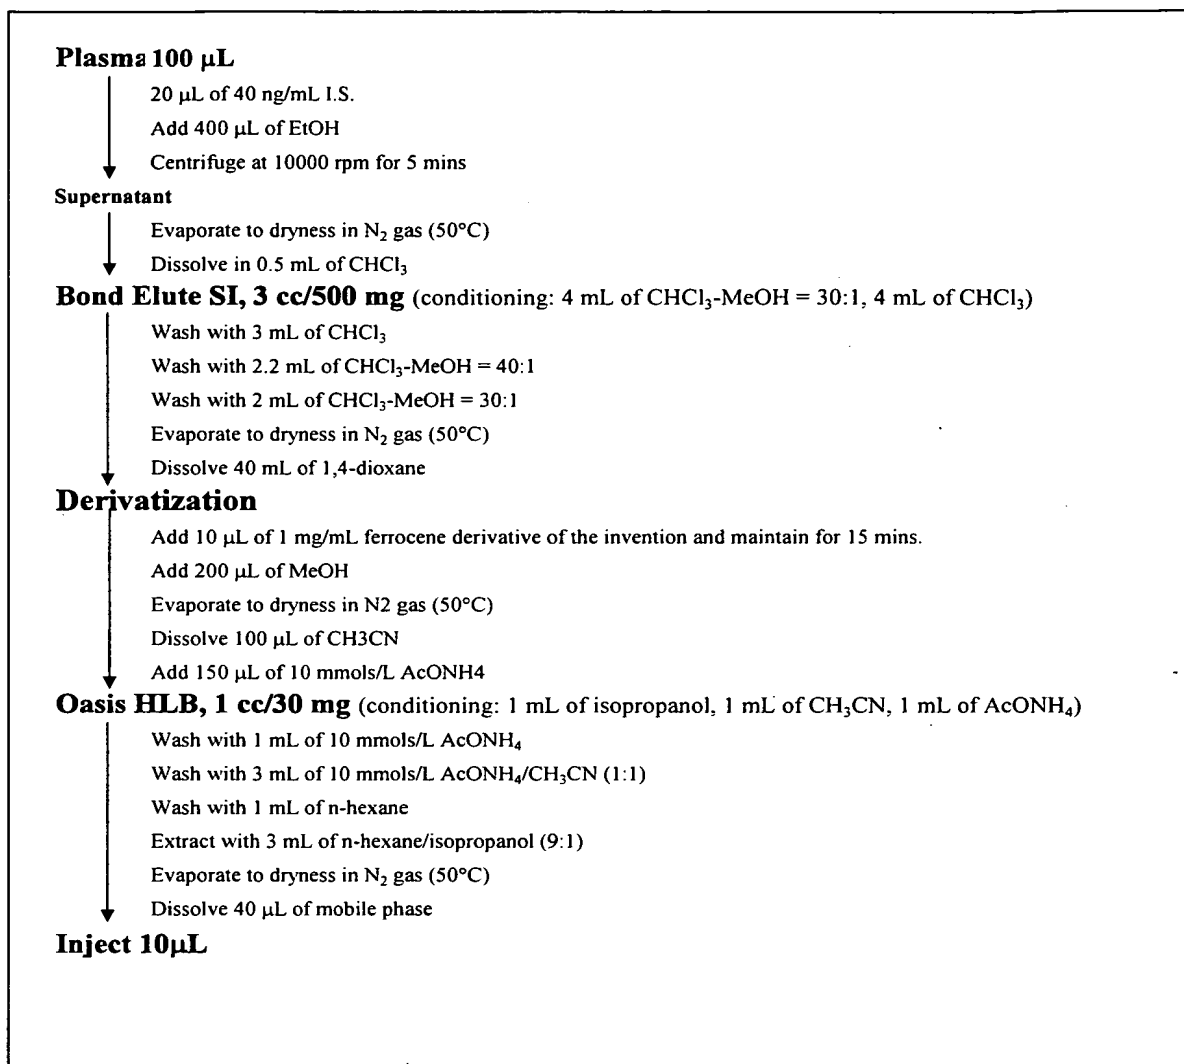 Plasma 100 µL
20 µL of 40 ng/mL I.S.
Add 400 µL of EtOH
Centrifuge at 10000 rpm for 5 mins
Supernatant
Evaporate to dryness in N₂ gas (50°C)
Dissolve in 0.5 mL of CHCl₃
Bond Elute SI, 3 cc/500 mg (conditioning: 4 mL of CHCl₃-MeOH = 30:1, 4 mL of CHCl₃)
Wash with 3 mL of CHCl₃
Wash with 2.2 mL of CHCl₃-MeOH = 40:1
Wash with 2 mL of CHCl₃-MeOH = 30:1
Evaporate to dryness in N₂ gas (50°C)
Dissolve 40 mL of 1,4-dioxane
Derivatization
Add 10 µL of 1 mg/mL ferrocene derivative of the invention and maintain for 15 mins.
Add 200 µL of MeOH
Evaporate to dryness in N2 gas (50°C)
Dissolve 100 µL of CH3CN
Add 150 µL of 10 mmols/L AcONH4
Oasis HLB, 1 cc/30 mg (conditioning: 1 mL of isopropanol, 1 mL of CH₃CN, 1 mL of AcONH₄)
Wash with 1 mL of 10 mmols/L AcONH₄
Wash with 3 mL of 10 mmols/L AcONH₄/CH₃CN (1:1)
Wash with 1 mL of n-hexane
Extract with 3 mL of n-hexane/isopropanol (9:1)
Evaporate to dryness in N₂ gas (50°C)
Dissolve 40 µL of mobile phase
Inject 10µL